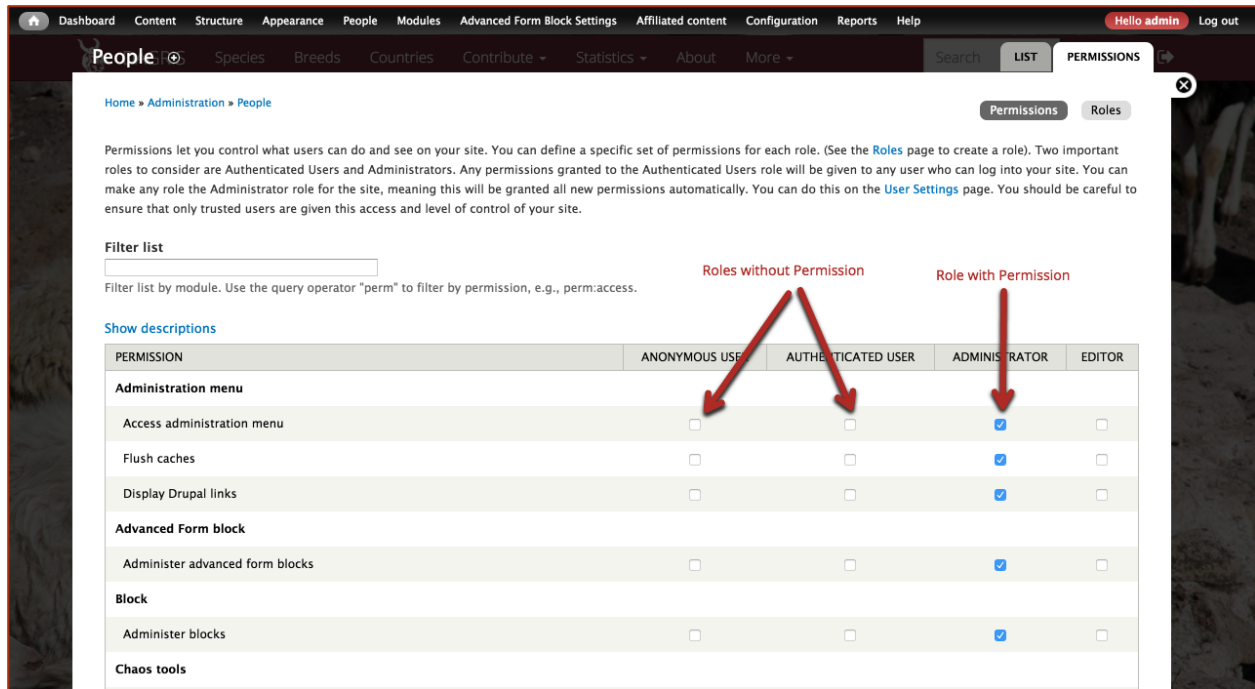 Dashboard Content Structure Appearance People Modules Advanced Form Block Settings Affiliated content Configuration Reports Help Hello admin Log out
People Species Breeds Countries Contribute Statistics About More Search LIST PERMISSIONS
Home » Administration » People
Permissions Roles
Permissions let you control what users can do and see on your site. You can define a specific set of permissions for each role. (See the Roles page to create a role). Two important
roles to consider are Authenticated Users and Administrators. Any permissions granted to the Authenticated Users role will be given to any user who can log into your site. You can
make any role the Administrator role for the site, meaning this will be granted all new permissions automatically. You can do this on the User Settings page. You should be careful to
ensure that only trusted users are given this access and level of control of your site.
Filter list
Roles without Permission Role with Permission
Filter list by module. Use the query operator "perm" to filter by permission, e.g., perm:access.
Show descriptions
PERMISSION ANONYMOUS USER AUTHENTICATED USER ADMINISTRATOR EDITOR
Administration menu
Access administration menu
Flush caches
Display Drupal links
Advanced Form block
Administer advanced form blocks
Block
Administer blocks
Chaos tools